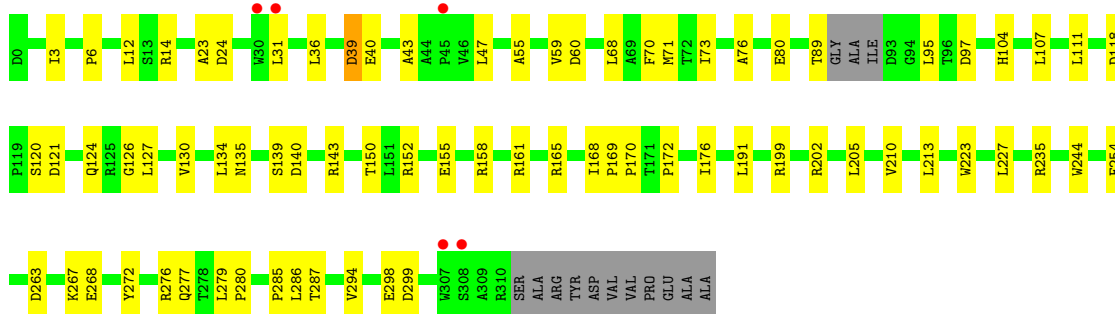 D0 I3 P6 L12 S13 R14 A23 D24 W30 L31 L36 D39 E40 A43 A44 P45 V46 L47 A55 V59 D60 L68 A69 F70 M71 T72 I73 A76 E80 T89 GLY ALA ILE D93 G94 L95 T96 D97 H104 L107 L111 D118
P119 S120 D121 Q124 R125 G126 L127 V130 L134 N135 S139 D140 R143 T150 L151 R152 E155 R158 R161 R165 I168 P169 P170 T171 P172 I176 L191 R199 R202 L205 V210 L213 W223 L227 R235 W244
D263 K267 E268 Y272 R276 Q277 T278 L279 P280 P285 L286 T287 V294 E298 D299 W307 S308 A309 R310 SER ALA ARG TYR ASP VAL VAL PRO GLU ALA ALA